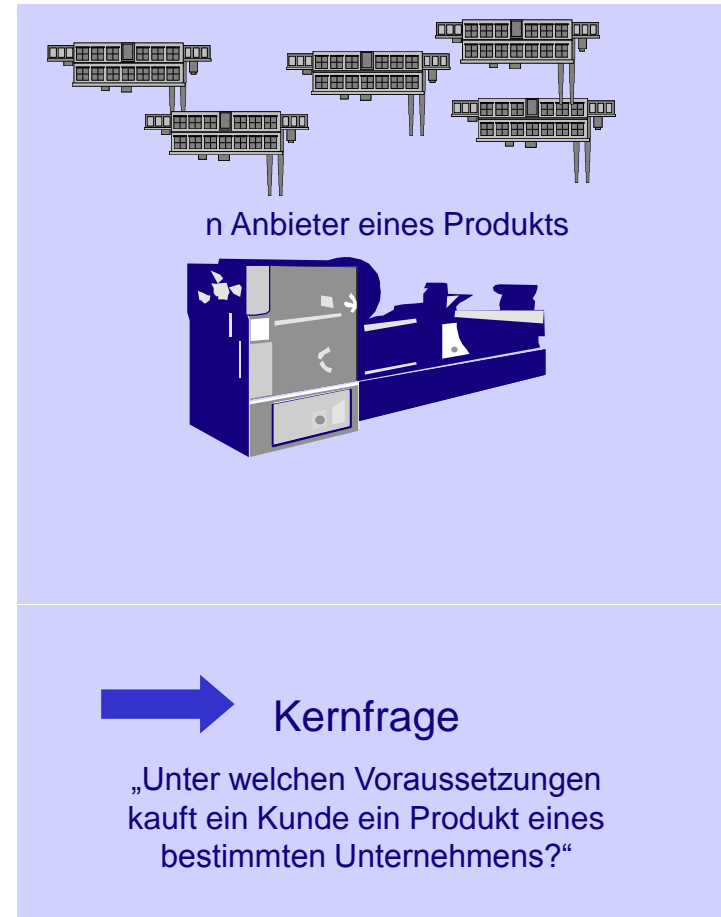 n Anbieter eines Produkts
Kernfrage
„Unter welchen Voraussetzungen
kauft ein Kunde ein Produkt eines
bestimmten Unternehmens?“